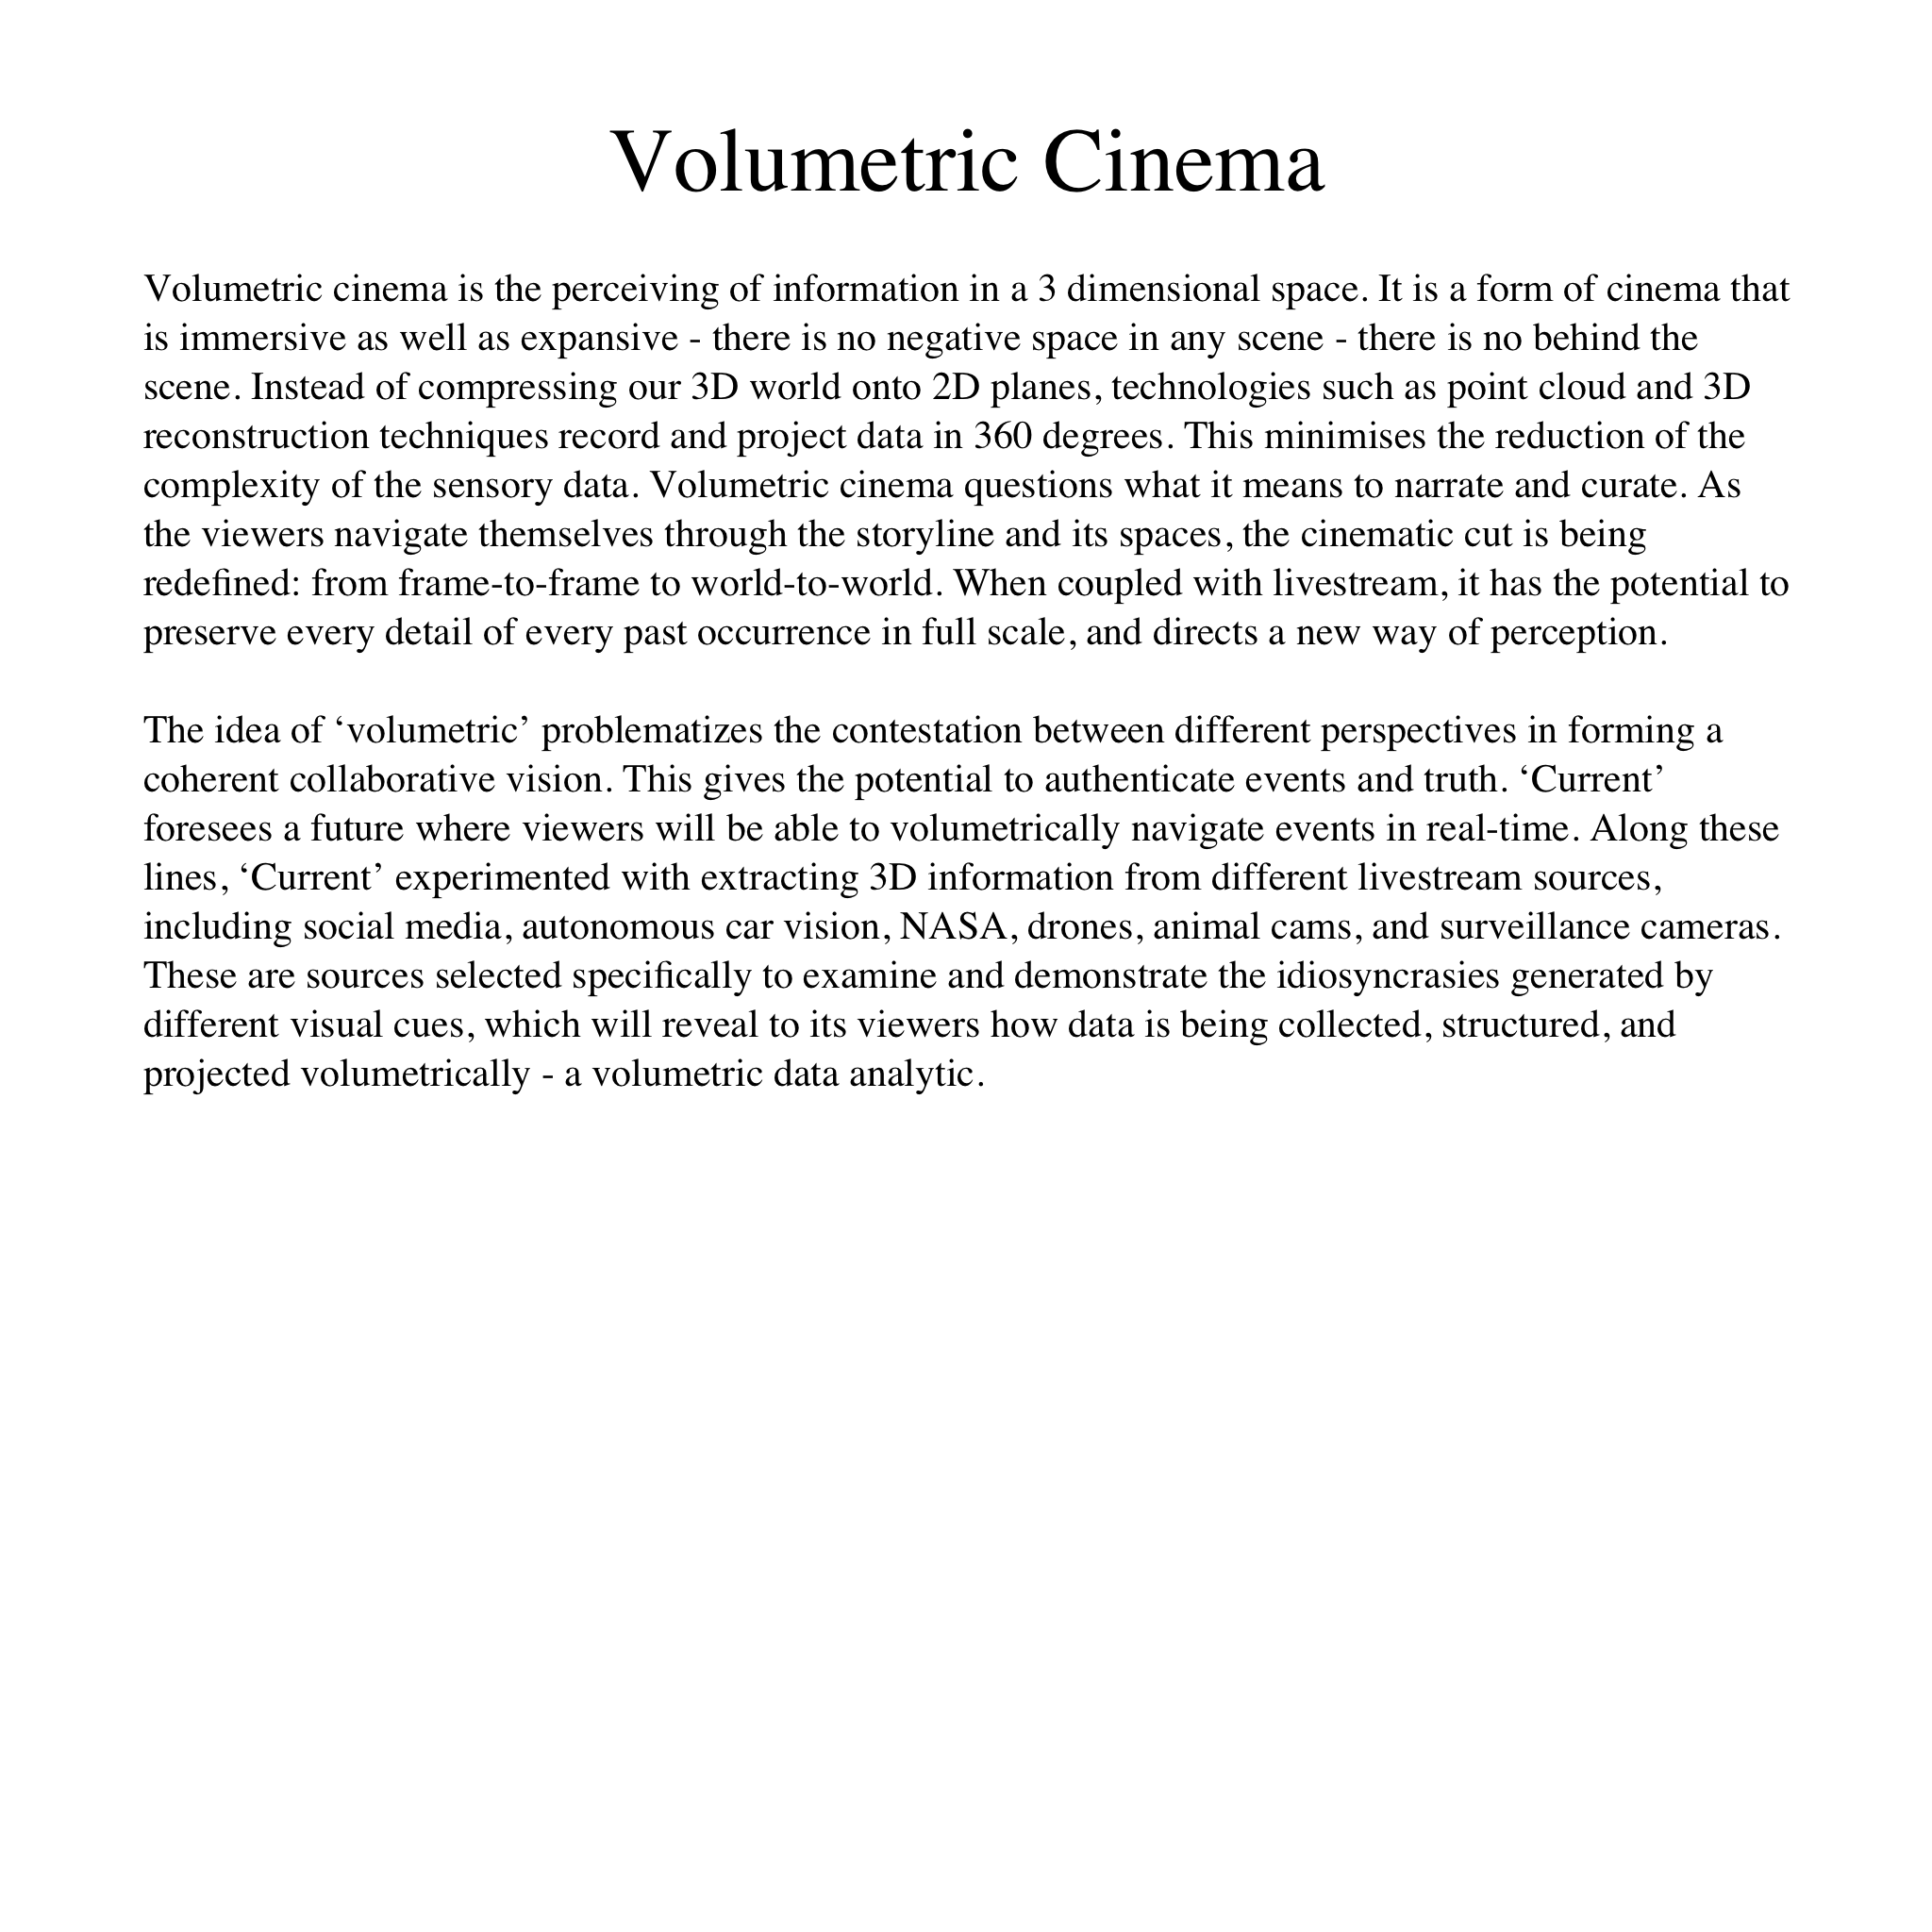 Volumetric Cinema
Volumetric cinema is the perceiving of information in a 3 dimensional space. It is a form of cinema that
is immersive as well as expansive - there is no negative space in any scene - there is no behind the
scene. Instead of compressing our 3D world onto 2D planes, technologies such as point cloud and 3D
reconstruction techniques record and project data in 360 degrees. This minimises the reduction of the
complexity of the sensory data. Volumetric cinema questions what it means to narrate and curate. As
the viewers navigate themselves through the storyline and its spaces, the cinematic cut is being
redefined: from frame-to-frame to world-to-world. When coupled with livestream, it has the potential to
preserve every detail of every past occurrence in full scale, and directs a new way of perception.
The idea of ‘volumetric’ problematizes the contestation between different perspectives in forming a
coherent collaborative vision. This gives the potential to authenticate events and truth. ‘Current’
foresees a future where viewers will be able to volumetrically navigate events in real-time. Along these
lines, ‘Current’ experimented with extracting 3D information from different livestream sources,
including social media, autonomous car vision, NASA, drones, animal cams, and surveillance cameras.
These are sources selected specifically to examine and demonstrate the idiosyncrasies generated by
different visual cues, which will reveal to its viewers how data is being collected, structured, and
projected volumetrically - a volumetric data analytic.